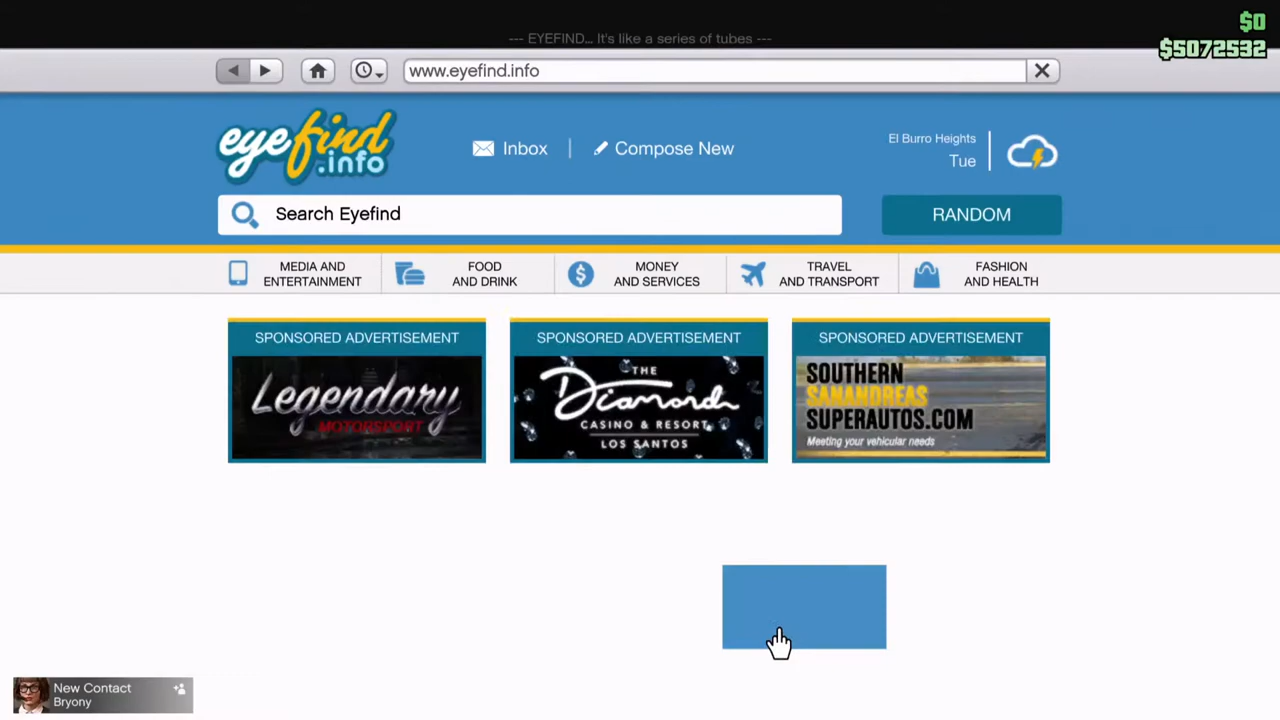 $0
--- EYEFIND... It's like a series of tubes ---
$5072532
www.eyefind.info
eyefind
.info
Inbox
Compose New
El Burro Heights
Tue
Search Eyefind
RANDOM
MEDIA AND
ENTERTAINMENT
FOOD
AND DRINK
MONEY
AND SERVICES
TRAVEL
AND TRANSPORT
FASHION
AND HEALTH
SPONSORED ADVERTISEMENT
Legendary
MOTORSPORT
SPONSORED ADVERTISEMENT
THE
Diamond
CASINO & RESORT
LOS SANTOS
SPONSORED ADVERTISEMENT
SOUTHERN
SANANDREAS
SUPERAUTOS.COM
Meeting your vehicular needs
New Contact
Bryony